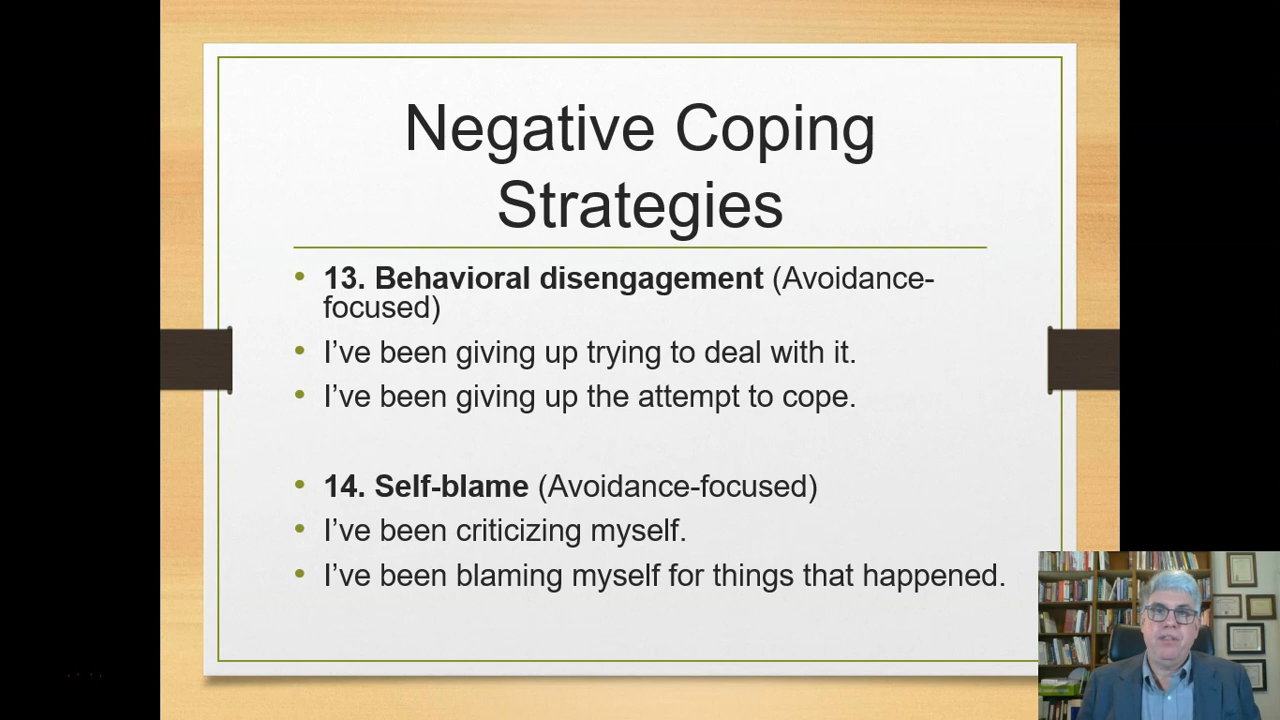 Negative Coping
Strategies
• 13. Behavioral disengagement (Avoidance-
focused)
• I’ve been giving up trying to deal with it.
• I’ve been giving up the attempt to cope.
• 14. Self-blame (Avoidance-focused)
• I’ve been criticizing myself.
• I’ve been blaming myself for things that happened.